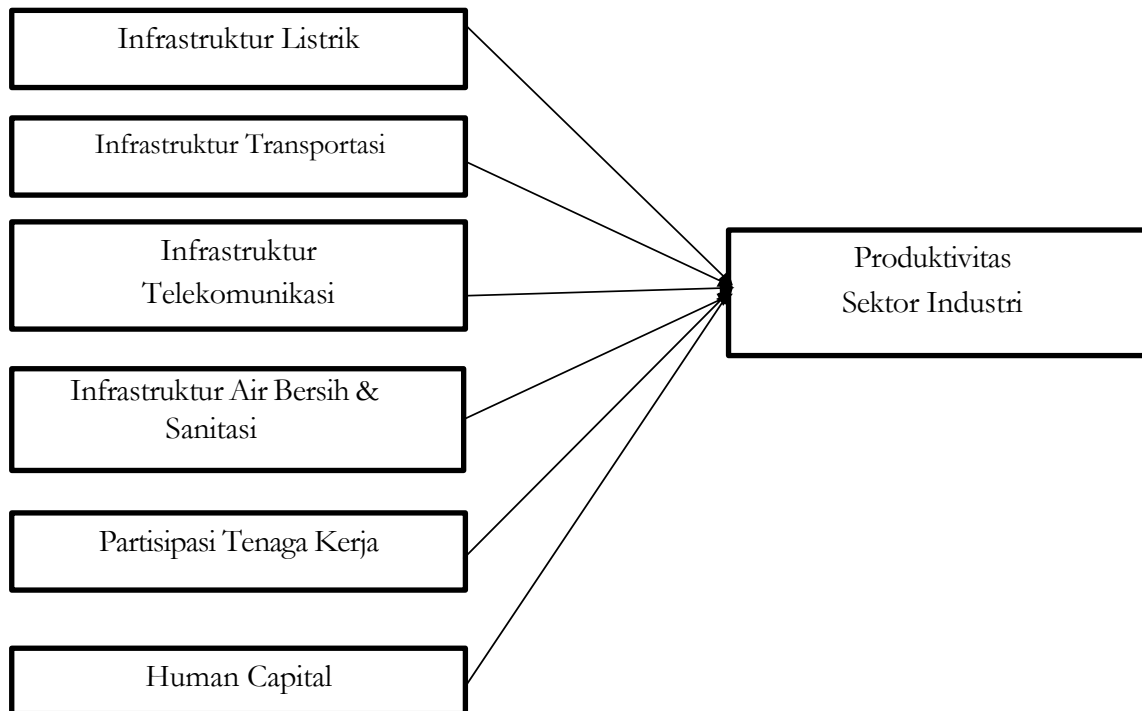 Infrastruktur Listrik
Infrastruktur Transportasi
Infrastruktur
Telekomunikasi
Infrastruktur Air Bersih &
Sanitasi
Partisipasi Tenaga Kerja
Human Capital
Produktivitas
Sektor Industri